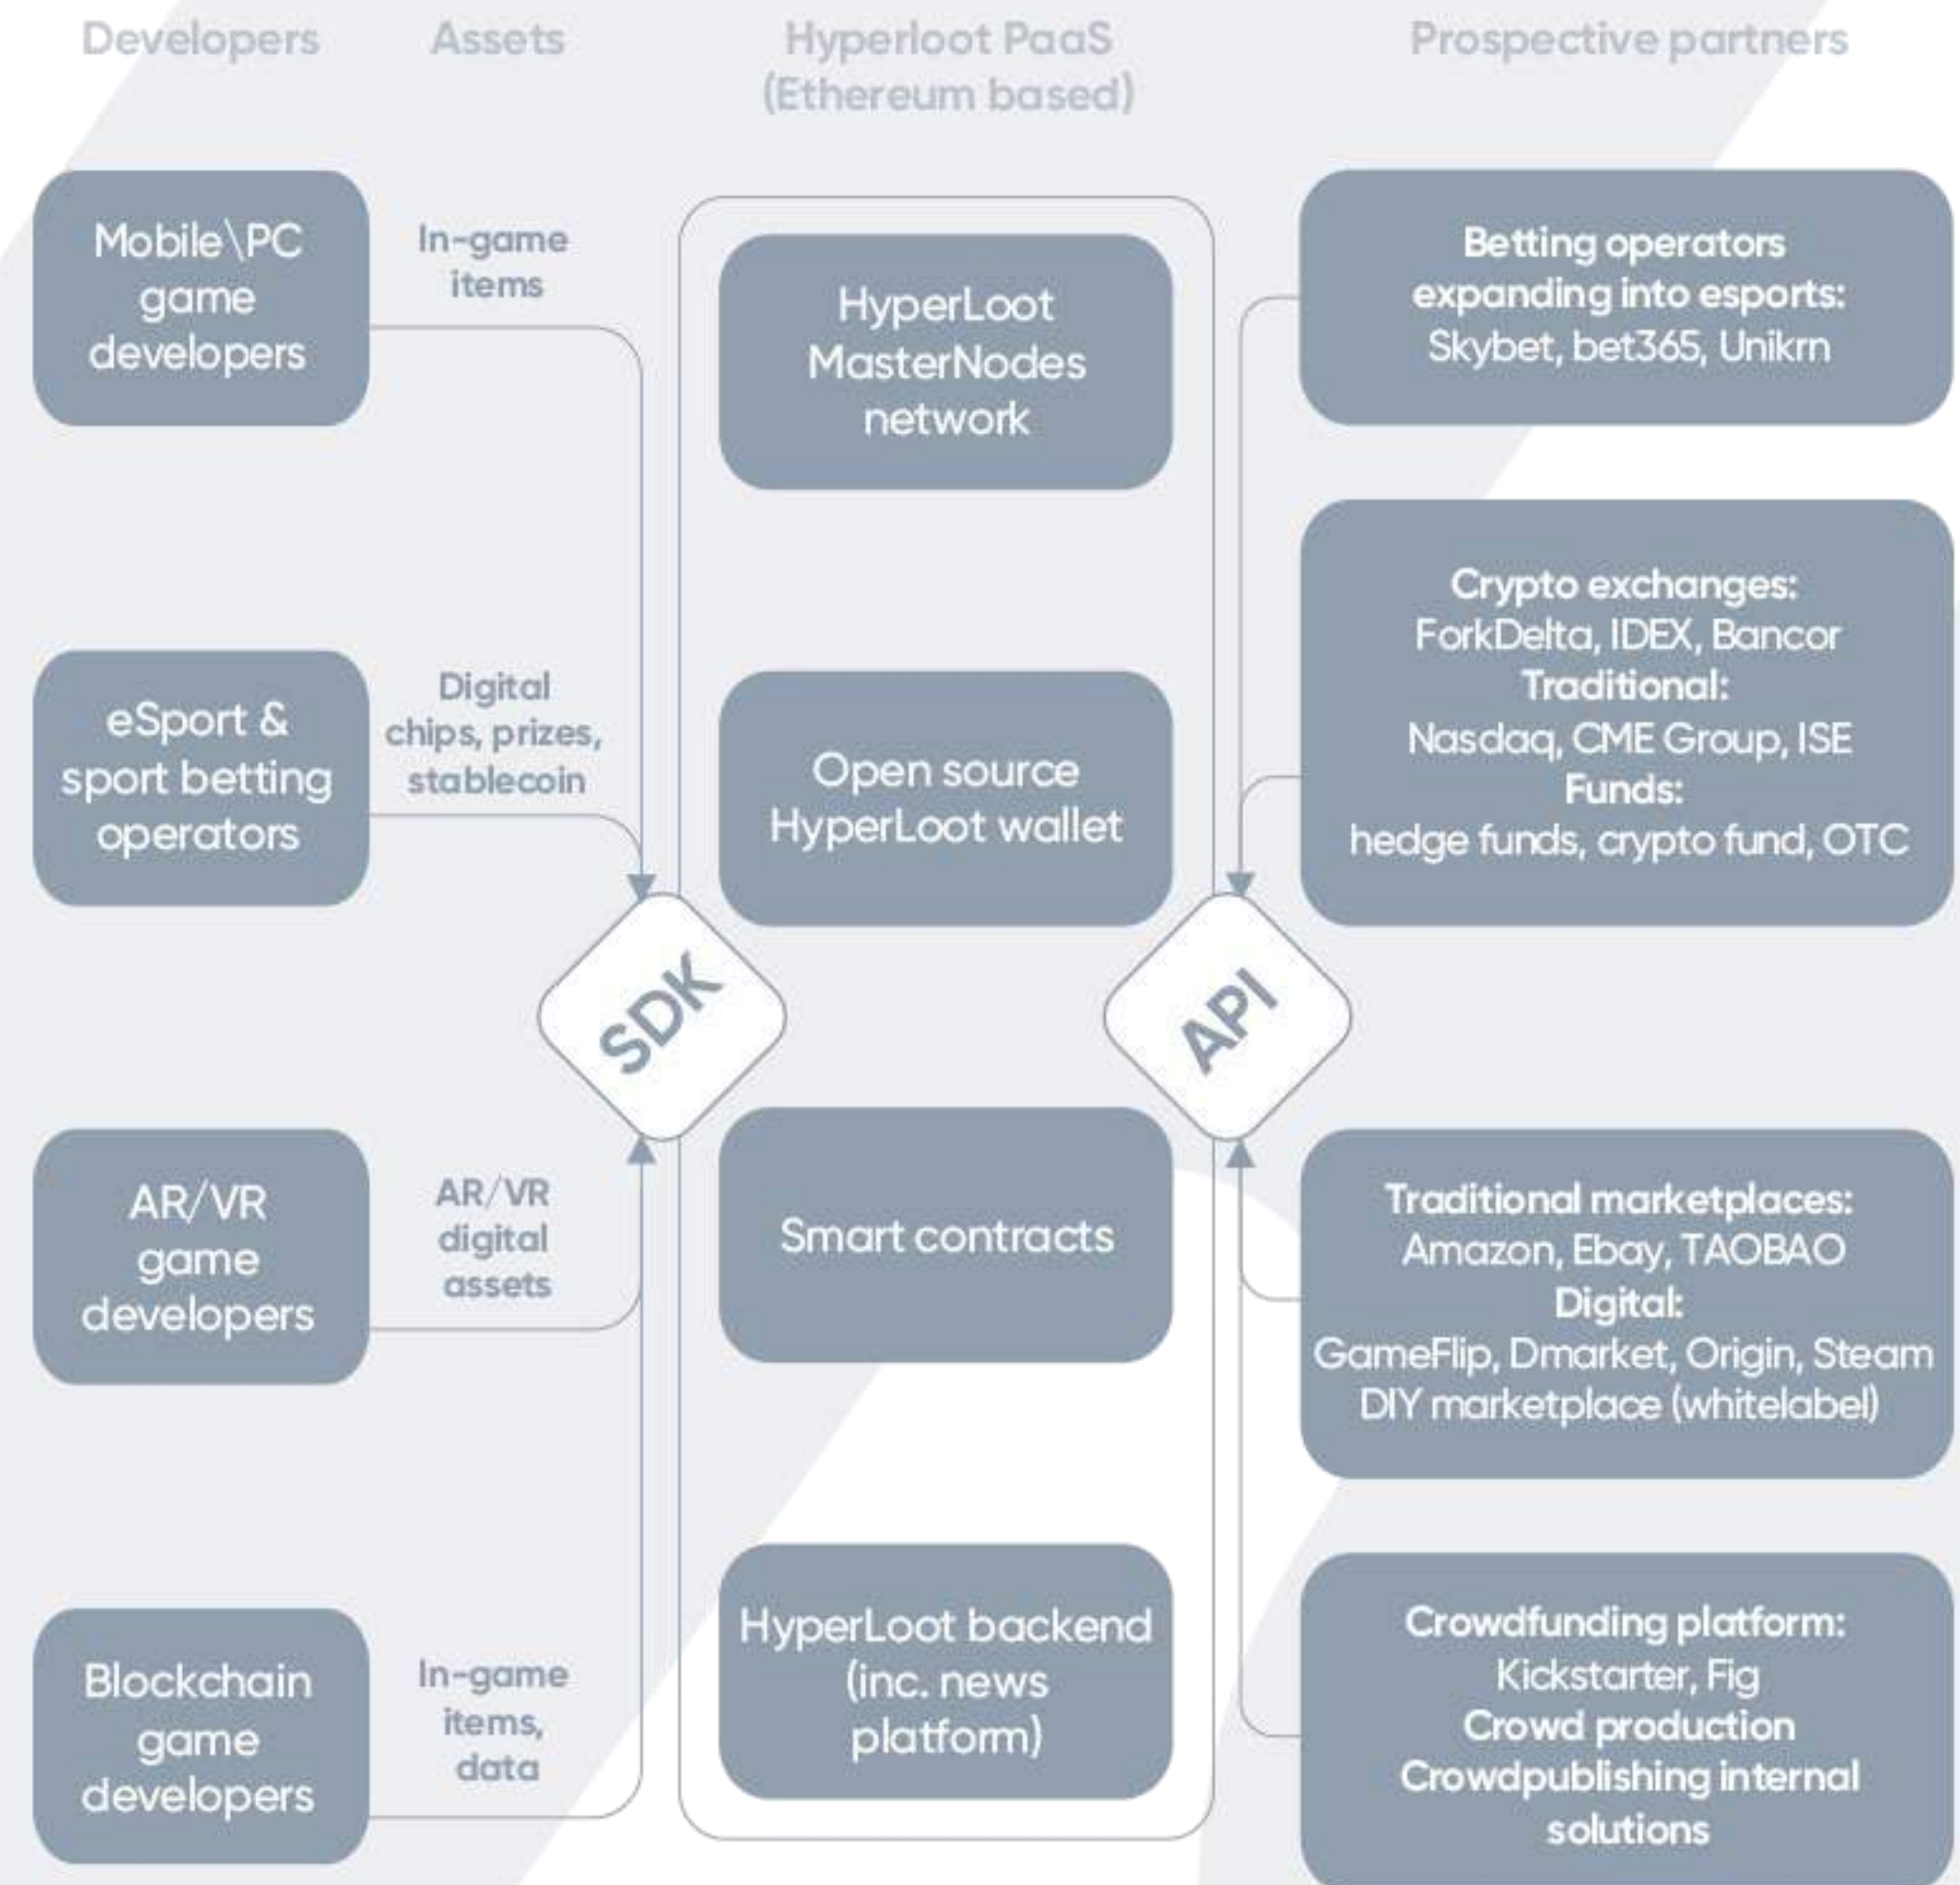 Developers
Assets
Hyperloot PaaS
(Ethereum based)
Prospective partners
Mobile\PC
game
developers
In-game
items
HyperLoot
MasterNodes
network
Betting operators
expanding into esports:
Skybet, bet365, Unikrn
eSport &
sport betting
operators
Digital
chips, prizes,
stablecoin
Open source
HyperLoot wallet
Crypto exchanges:
ForkDelta, IDEX, Bancor
Traditional:
Nasdaq, CME Group, ISE
Funds:
hedge funds, crypto fund, OTC
SDK
API
AR/VR
game
developers
AR/VR
digital
assets
Smart contracts
Traditional marketplaces:
Amazon, Ebay, TAOBAO
Digital:
GameFlip, Dmarket, Origin, Steam
DIY marketplace (whitelabel)
Blockchain
game
developers
In-game
items,
data
HyperLoot backend
(inc. news
platform)
Crowdfunding platform:
Kickstarter, Fig
Crowd production
Crowdpublishing internal
solutions